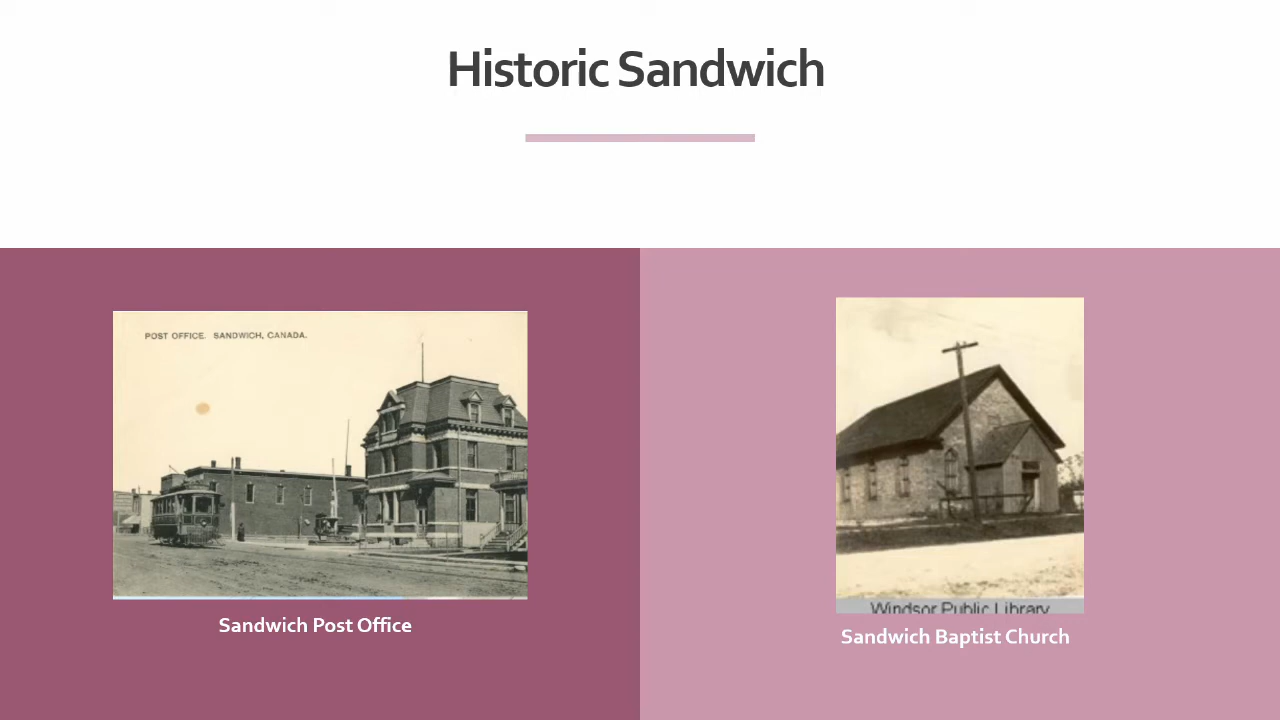 Historic Sandwich
POST OFFICE. SANDWICH, CANADA.
Sandwich Post Office
Windsor Public Library
Sandwich Baptist Church